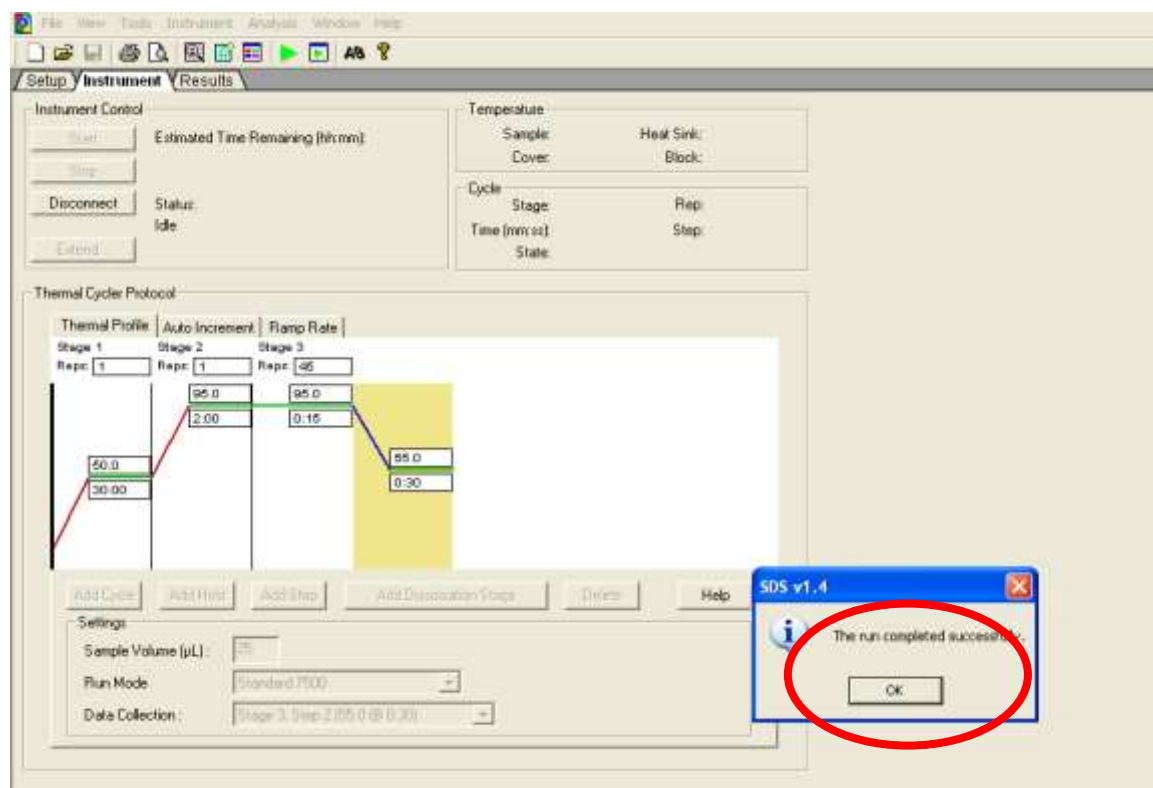 File View Tools Instrument Analysis Window Help
Setup Instrument Results
Instrument Control
Start
Estimated Time Remaining (hh:mm):
Stop
Disconnect
Status:
Idle
Extend
Temperature
Sample: Heat Sink:
Cover: Block:
Cycle
Stage: Rep:
Time (mm:ss): Step:
State:
Thermal Cycler Protocol
Thermal Profile Auto Increment Ramp Rate
Stage 1 Stage 2 Stage 3
Reps: 1 Reps: 1 Reps: 45
95.0 95.0
2:00 0:15
50.0 55.0
30:00 0:30
Add Cycle Add Hold Add Step Add Dissociation Stage Delete Help
Settings
Sample Volume (µL) : 25
Run Mode Standard 7500
Data Collection : Stage 3, Step 2 (55.0 @ 0:30)
SDS v1.4
The run completed successfully.
OK